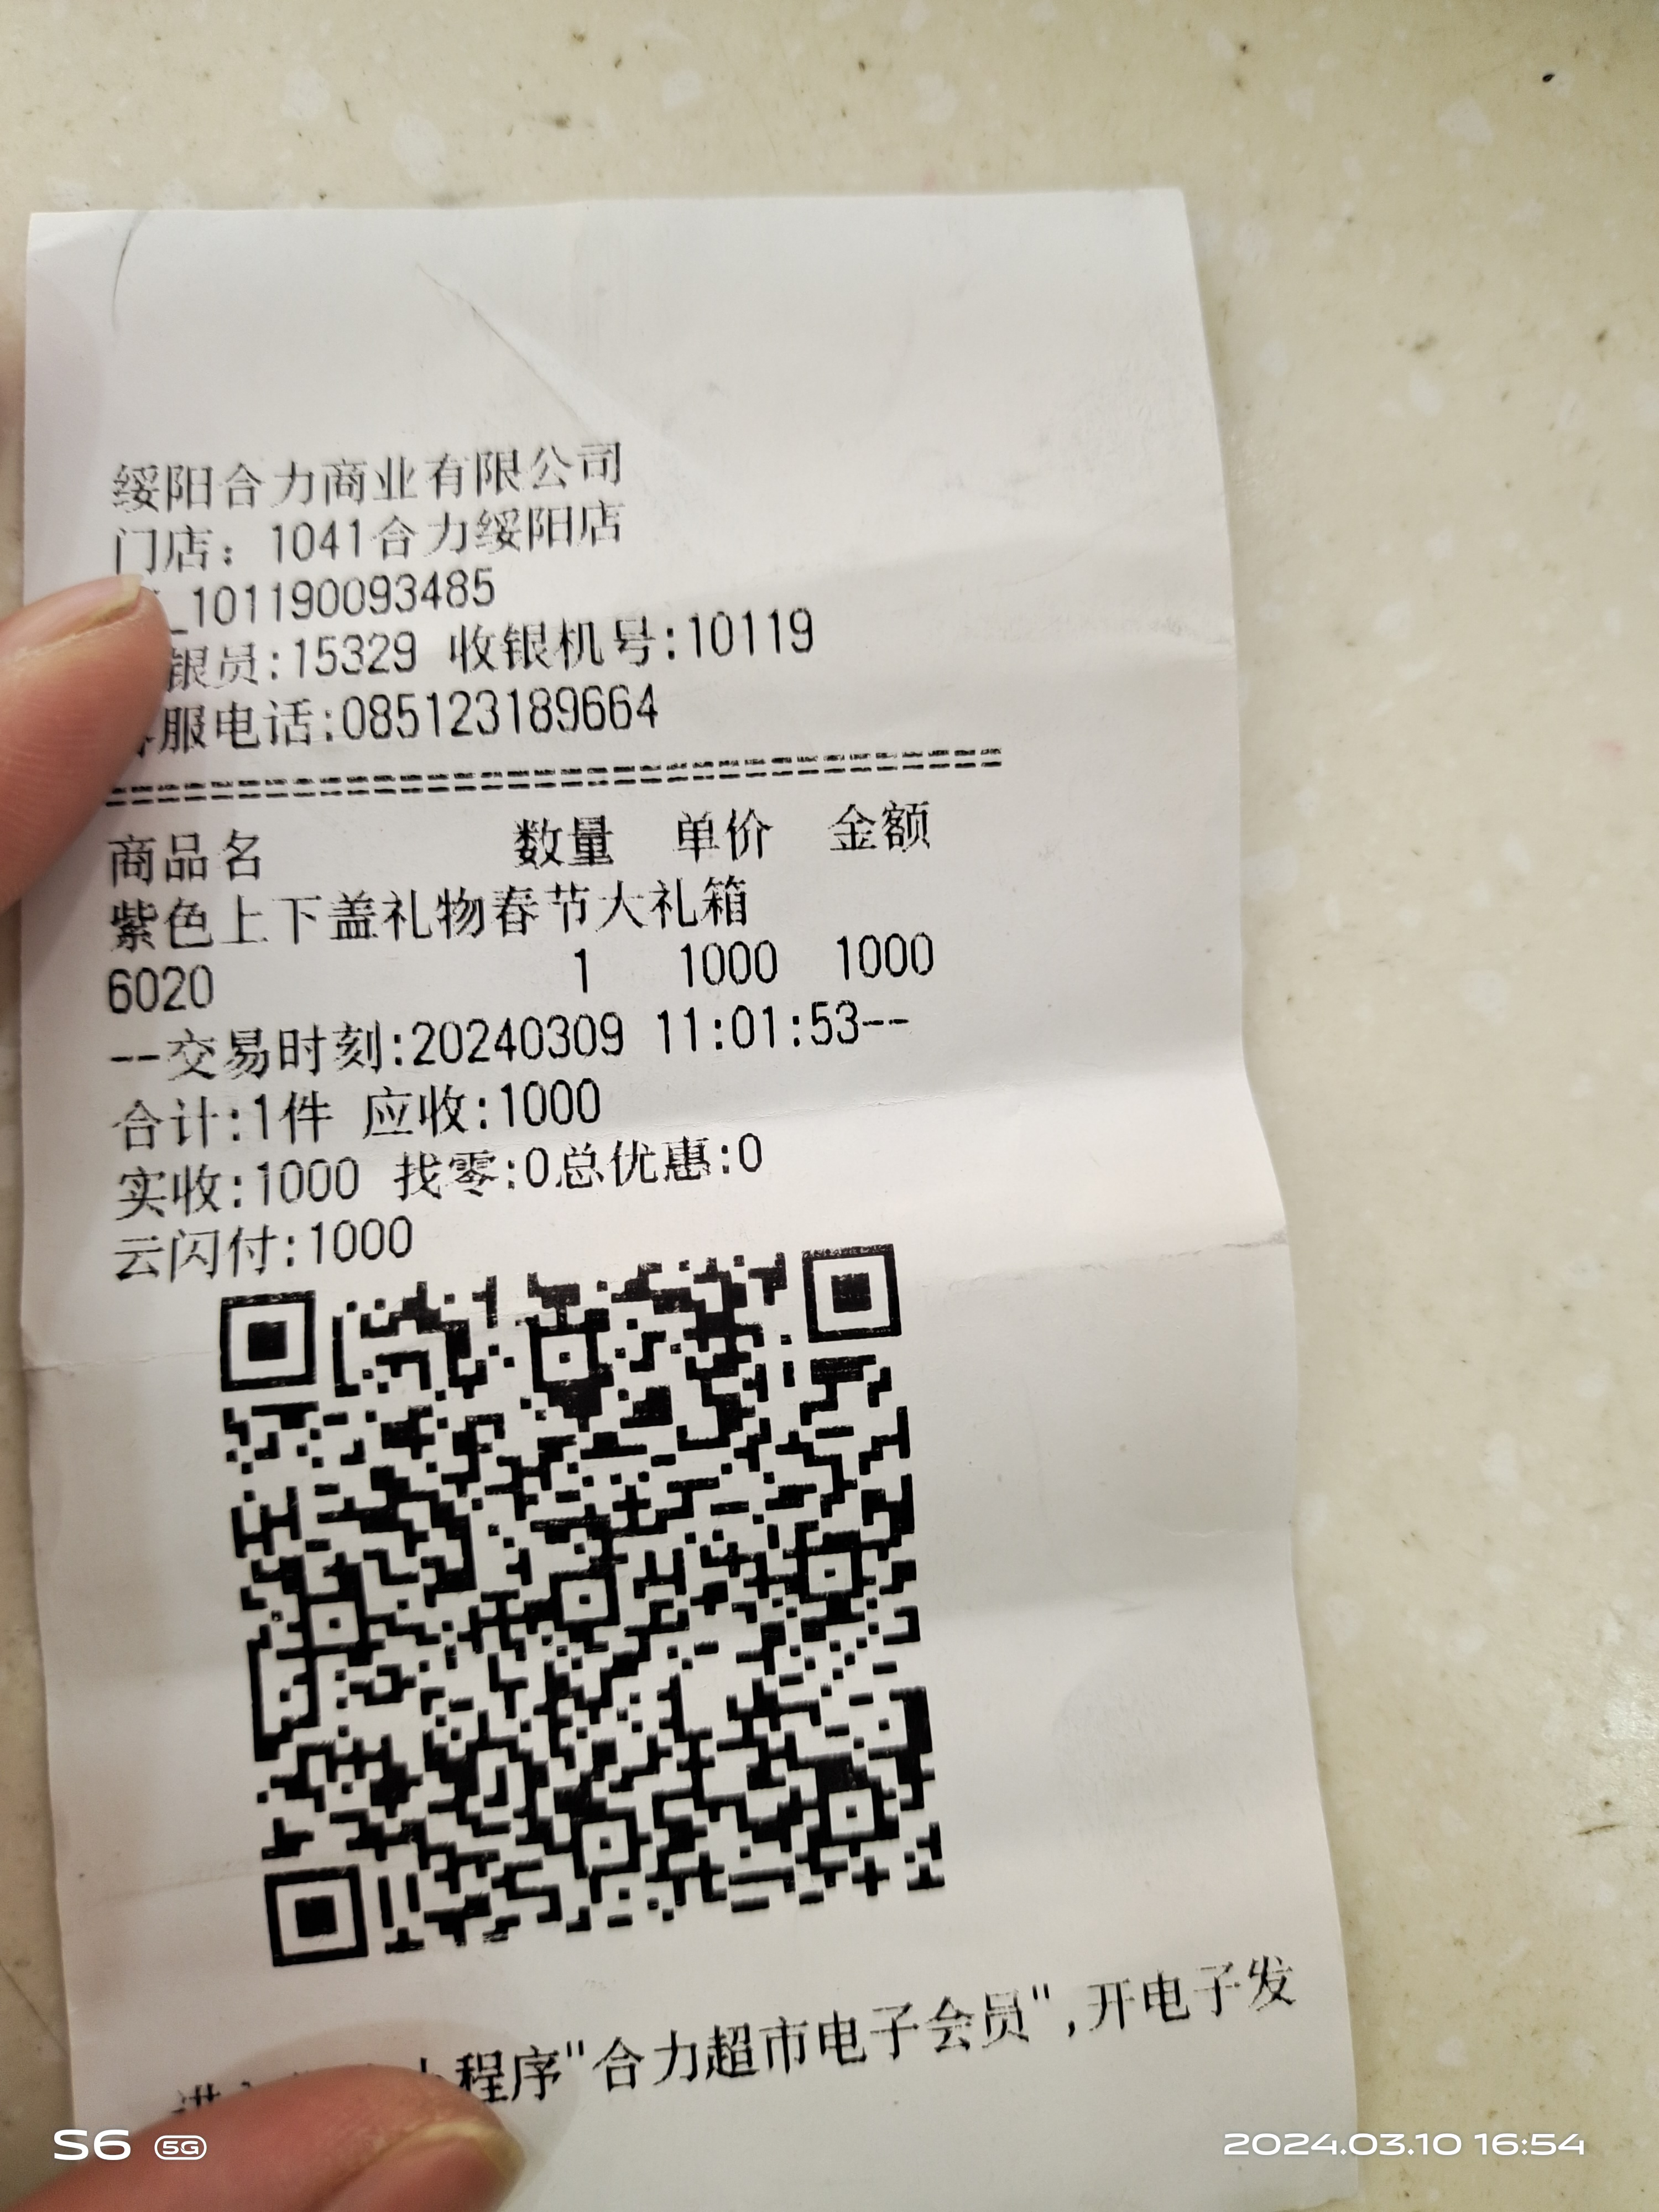 绥阳合力商业有限公司
门店：1041合力绥阳店
_101190093485
银员:15329 收银机号:10119
服电话:085123189664
==================================
商品名 数量 单价 金额
紫色上下盖礼物春节大礼箱
6020 1 1000 1000
--交易时刻:20240309 11:01:53--
合计:1件 应收:1000
实收:1000 找零:0总优惠:0
云闪付:1000
程序"合力超市电子会员",开电子发
S6 5G
2024.03.10 16:54